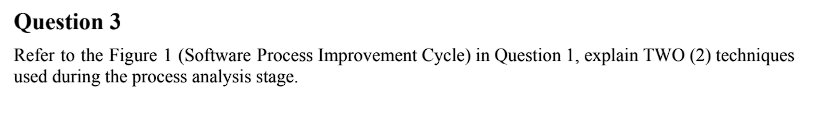 Question 3
Refer to the Figure 1 (Software Process Improvement Cycle) in Question 1, explain TWO (2) techniques
used during the process analysis stage.